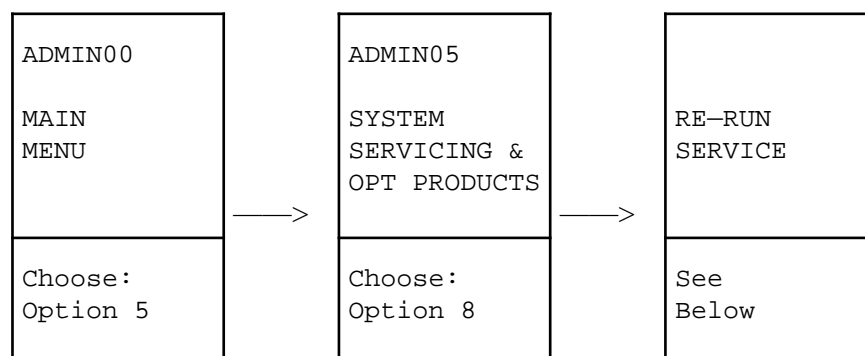 ADMIN00
MAIN
MENU
Choose:
Option 5
———>
ADMIN05
SYSTEM
SERVICING &
OPT PRODUCTS
Choose:
Option 8
———>
RE—RUN
SERVICE
See
Below